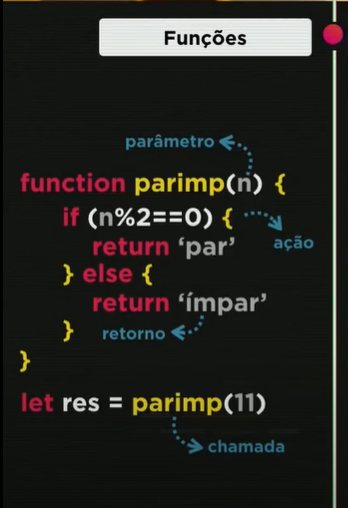 Funções
parâmetro
function parimp(n) {
if (n%2==0) {
ação
return ‘par’
} else {
return ‘ímpar’
} retorno
}
let res = parimp(11)
chamada